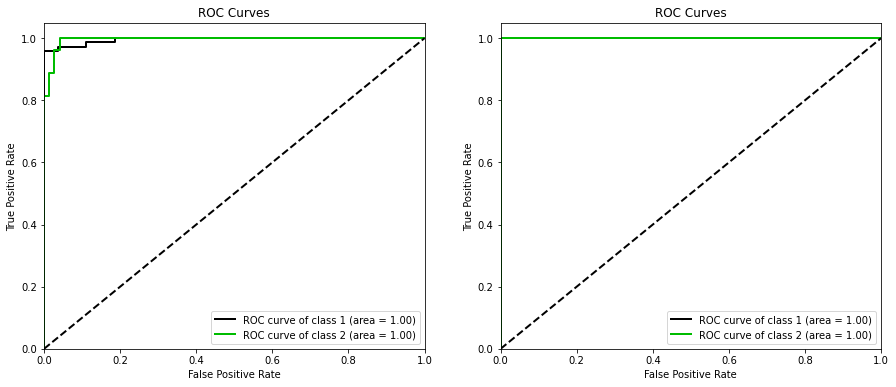 ROC Curves
True Positive Rate
1.0
0.8
0.6
0.4
0.2
0.0
ROC curve of class 1 (area = 1.00)
ROC curve of class 2 (area = 1.00)
0.0 0.2 0.4 0.6 0.8 1.0
False Positive Rate
ROC Curves
True Positive Rate
1.0
0.8
0.6
0.4
0.2
0.0
ROC curve of class 1 (area = 1.00)
ROC curve of class 2 (area = 1.00)
0.0 0.2 0.4 0.6 0.8 1.0
False Positive Rate